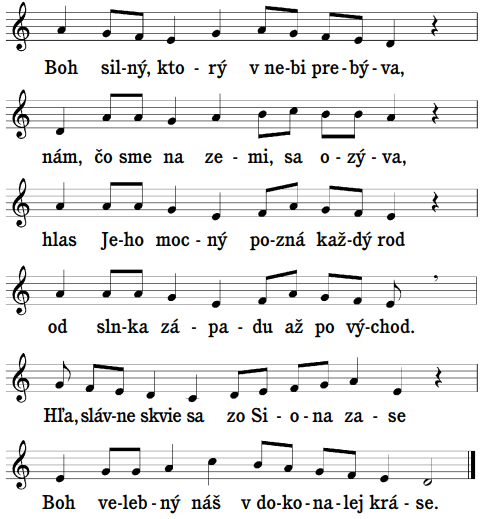 Boh sil-ný, kto - rý v ne-bi pre-bý-va,
nám, čo sme na ze - mi, sa o - zý-va,
hlas Je-ho moc - ný po-zná kaž-dý rod
od sln-ka zá - pa - du až po vý-chod.
Hľa, sláv-ne skvie sa zo Si - o - na za - se
Boh ve-leb-ný náš v do-ko-na-lej krá-se.